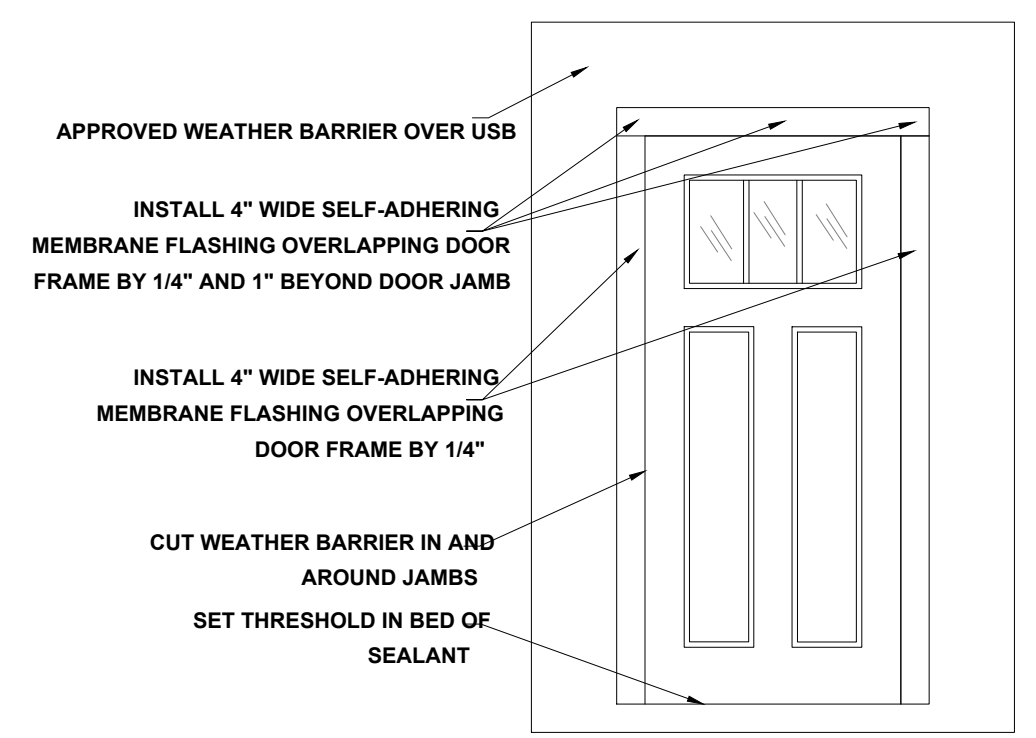 APPROVED WEATHER BARRIER OVER USB
INSTALL 4" WIDE SELF-ADHERING
MEMBRANE FLASHING OVERLAPPING DOOR
FRAME BY 1/4" AND 1" BEYOND DOOR JAMB
INSTALL 4" WIDE SELF-ADHERING
MEMBRANE FLASHING OVERLAPPING
DOOR FRAME BY 1/4"
CUT WEATHER BARRIER IN AND
AROUND JAMBS
SET THRESHOLD IN BED OF
SEALANT